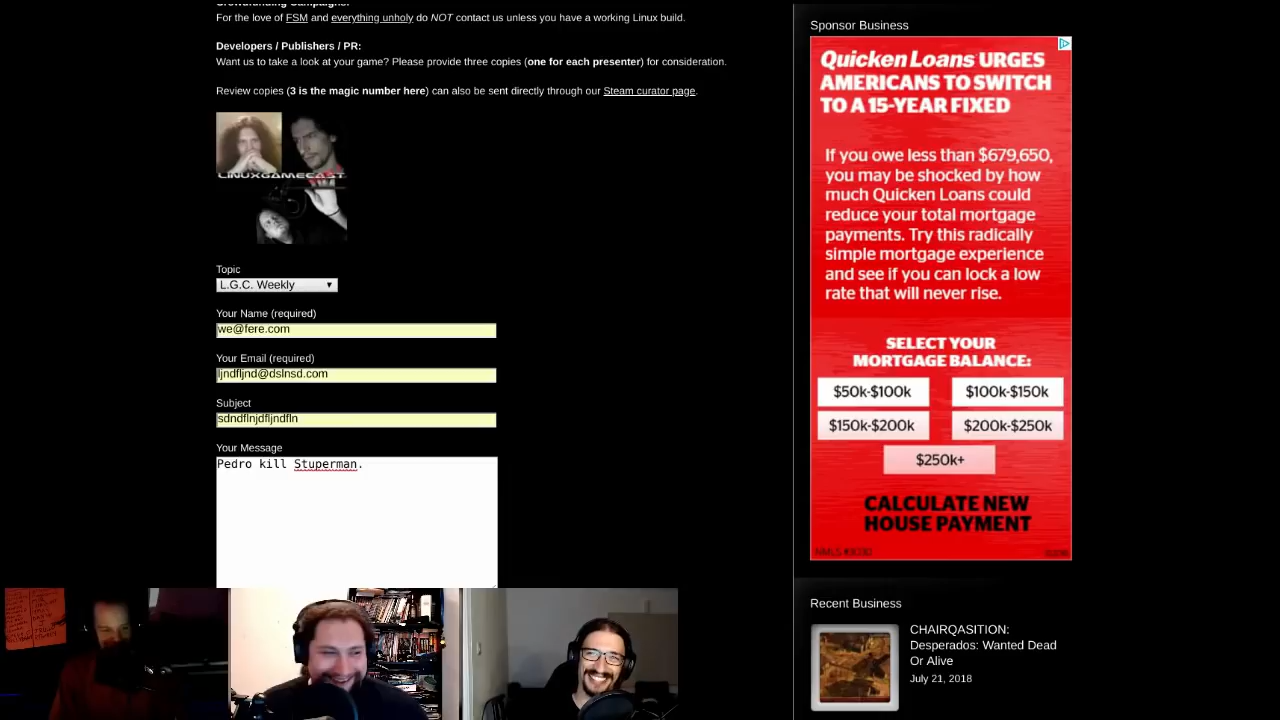 For the love of FSM and everything unholy do NOT contact us unless you have a working Linux build.
Developers / Publishers / PR:
Want us to take a look at your game? Please provide three copies (one for each presenter) for consideration.
Review copies (3 is the magic number here) can also be sent directly through our Steam curator page.
LINUXGAMECAST
Topic
L.G.C. Weekly
Your Name (required)
we@fere.com
Your Email (required)
ljndfljnd@dslnsd.com
Subject
sdndflnjdfljndfln
Your Message
Pedro kill Stuperman.
Sponsor Business
Quicken Loans URGES
AMERICANS TO SWITCH
TO A 15-YEAR FIXED
If you owe less than $679,650,
you may be shocked by how
much Quicken Loans could
reduce your total mortgage
payments. Try this radically
simple mortgage experience
and see if you can lock a low
rate that will never rise.
SELECT YOUR
MORTGAGE BALANCE:
$50k-$100k
$100k-$150k
$150k-$200k
$200k-$250k
$250k+
CALCULATE NEW
HOUSE PAYMENT
Recent Business
CHAIRQASITION:
Desperados: Wanted Dead
Or Alive
July 21, 2018